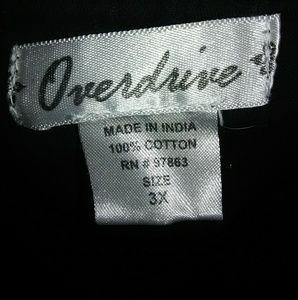 Overdrive
MADE IN INDIA
100% COTTON
RN # 97863
SIZE
3X